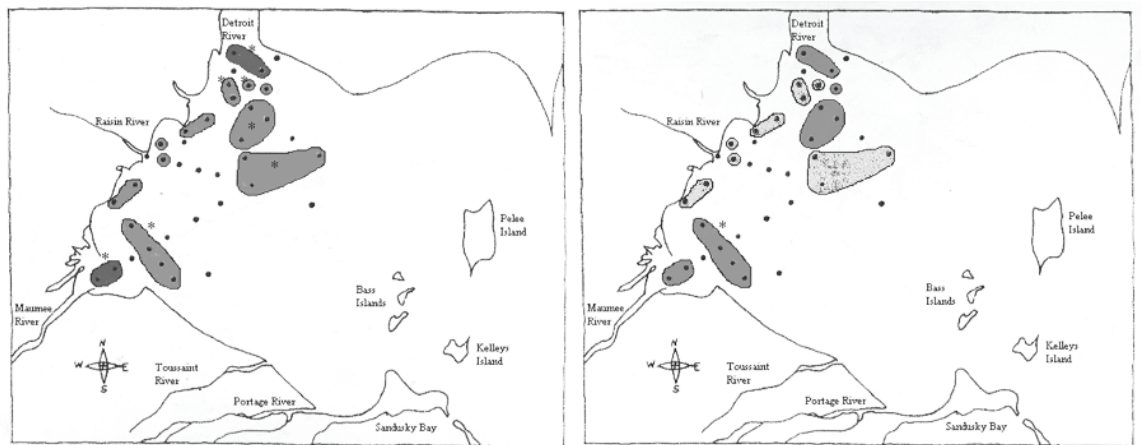 Detroit
River
Raisin River
Pelee
Island
Bass
Islands
Maumee
River
Kelleys
Island
N
W E
S
Toussaint
River
Portage River
Sandusky Bay
Detroit
River
Raisin River
Pelee
Island
Bass
Islands
Maumee
River
Kelleys
Island
N
W E
S
Toussaint
River
Portage River
Sandusky Bay